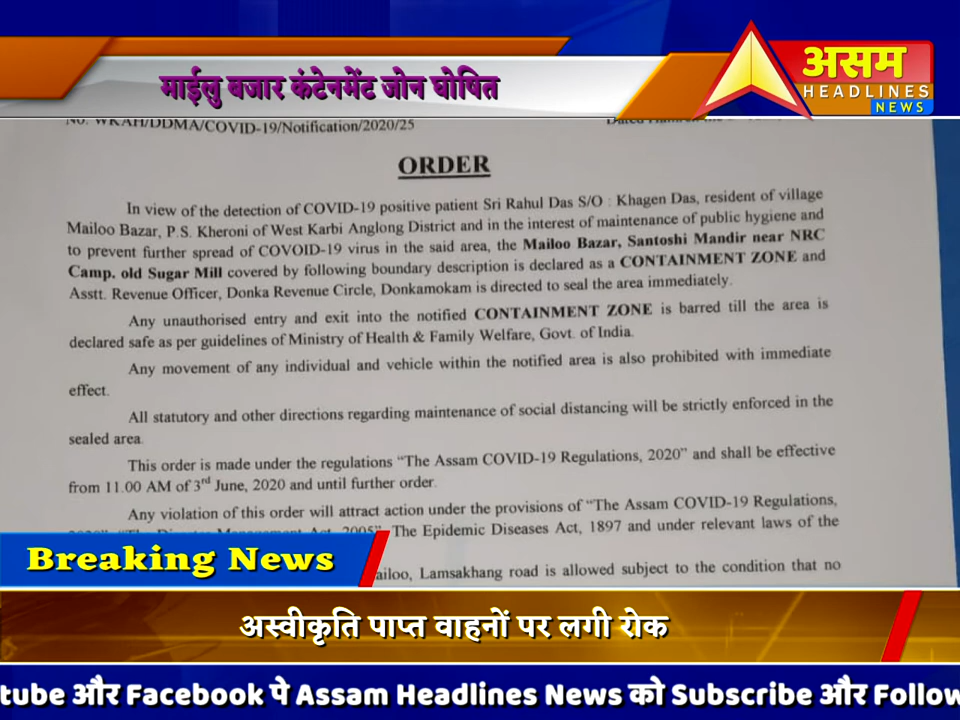 माईलु बजार कंटेनमेंट जोन घोषित
असम
HEADLINES
NEWS
No. WKAH/DDMA/COVID-19/Notification/2020/25
ORDER
In view of the detection of COVID-19 positive patient Sri Rahul Das S/O : Khagen Das, resident of village
Mailoo Bazar, P.S. Kheroni of West Karbi Anglong District and in the interest of maintenance of public hygiene and
to prevent further spread of COVOID-19 virus in the said area, the Mailoo Bazar, Santoshi Mandir near NRC
Camp. old Sugar Mill covered by following boundary description is declared as a CONTAINMENT ZONE and
Asstt. Revenue Officer, Donka Revenue Circle, Donkamokam is directed to seal the area immediately.
Any unauthorised entry and exit into the notified CONTAINMENT ZONE is barred till the area is
declared safe as per guidelines of Ministry of Health & Family Welfare, Govt. of India.
Any movement of any individual and vehicle within the notified area is also prohibited with immediate
effect.
All statutory and other directions regarding maintenance of social distancing will be strictly enforced in the
sealed area.
This order is made under the regulations “The Assam COVID-19 Regulations, 2020” and shall be effective
from 11.00 AM of 3rd June, 2020 and until further order.
Any violation of this order will attract action under the provisions of “The Assam COVID-19 Regulations,
The Epidemic Diseases Act, 1897 and under relevant laws of the
Breaking News
ailoo, Lamsakhang road is allowed subject to the condition that no
अस्वीकृति पाप्त वाहनों पर लगी रोक
tube और Facebook पे Assam Headlines News को Subscribe और Follow